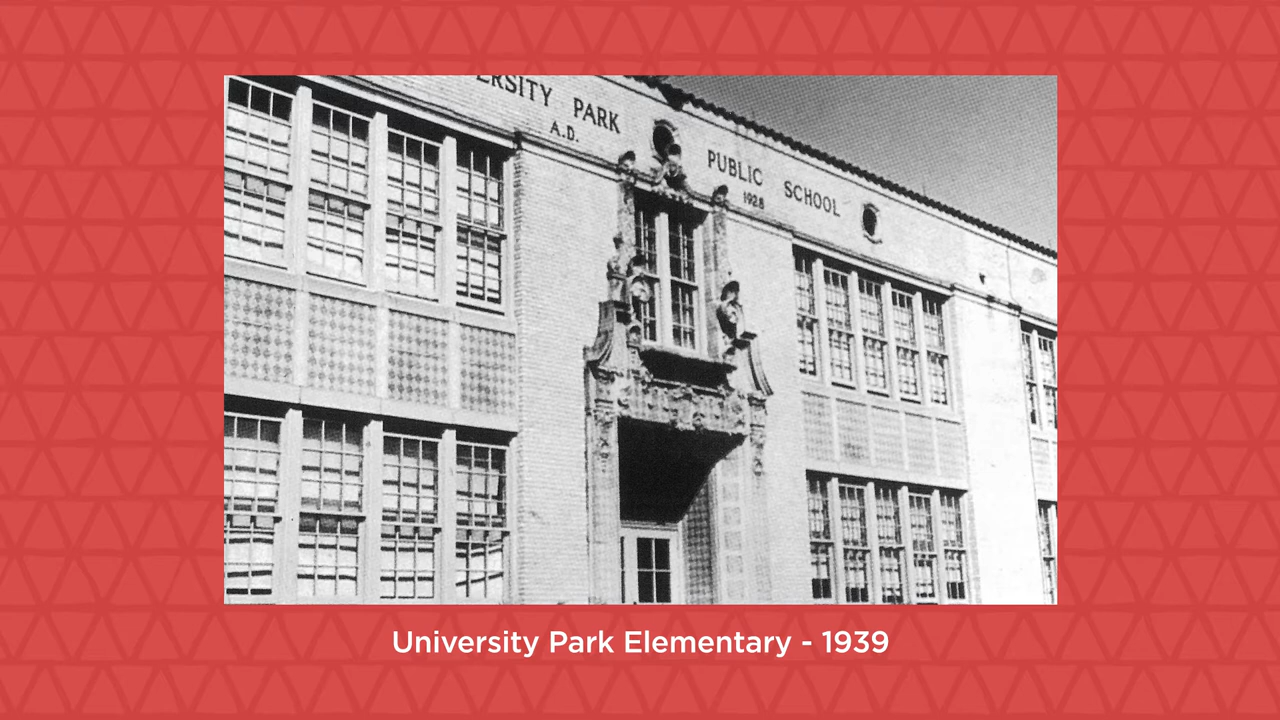 ERSITY PARK
A.D.
PUBLIC SCHOOL
1928
University Park Elementary - 1939